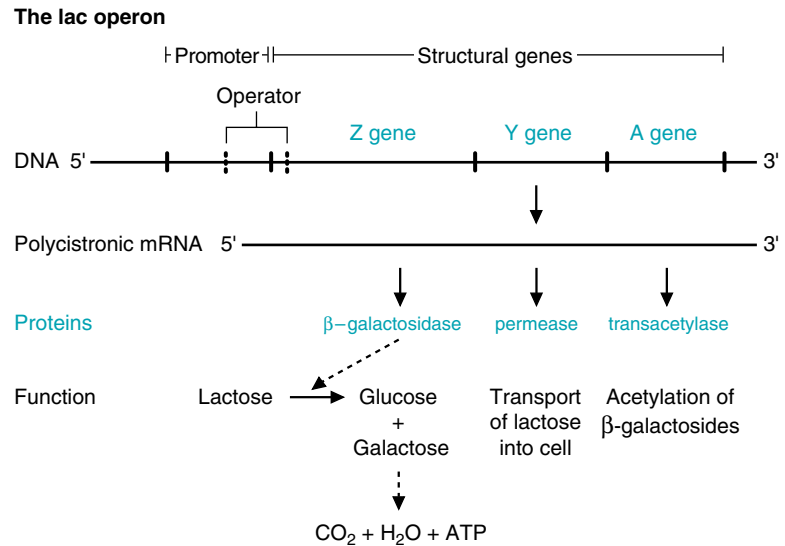 The lac operon
Promoter Structural genes
Operator
Z gene Y gene A gene
DNA 5' 3'
Polycistronic mRNA 5' 3'
Proteins β–galactosidase permease transacetylase
Function Lactose Glucose Transport Acetylation of
+ of lactose β-galactosides
Galactose into cell
CO₂ + H₂O + ATP